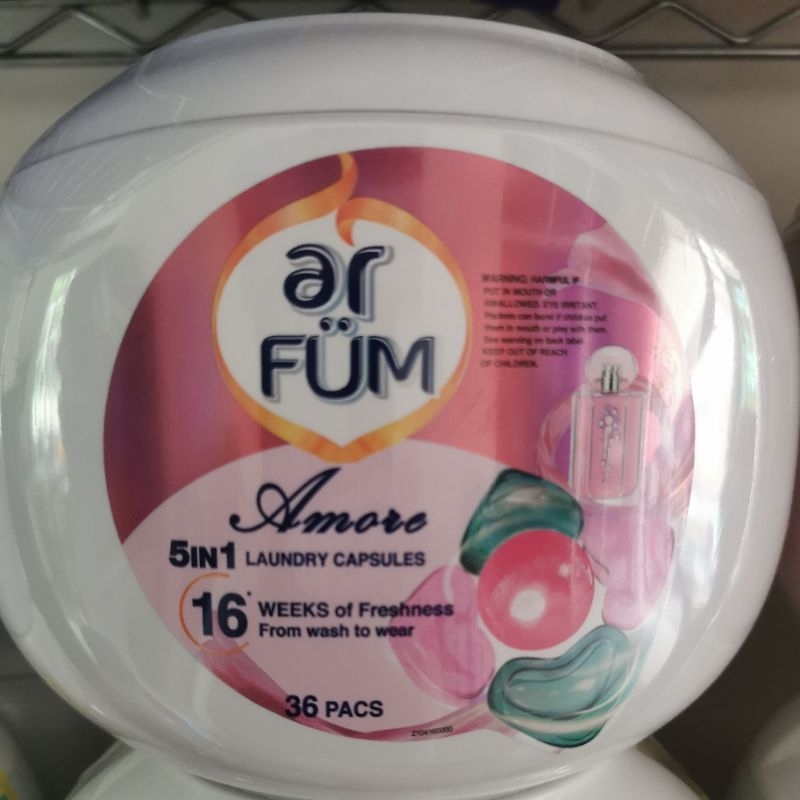 ar
FÜM
WARNING: HARMFUL IF
PUT IN MOUTH OR
SWALLOWED. EYE IRRITANT.
Packets can burst if children put
them in mouth or play with them.
See warning on back label.
KEEP OUT OF REACH
OF CHILDREN.
Amore
5IN1 LAUNDRY CAPSULES
16* WEEKS of Freshness
From wash to wear
36 PACS
2104160060